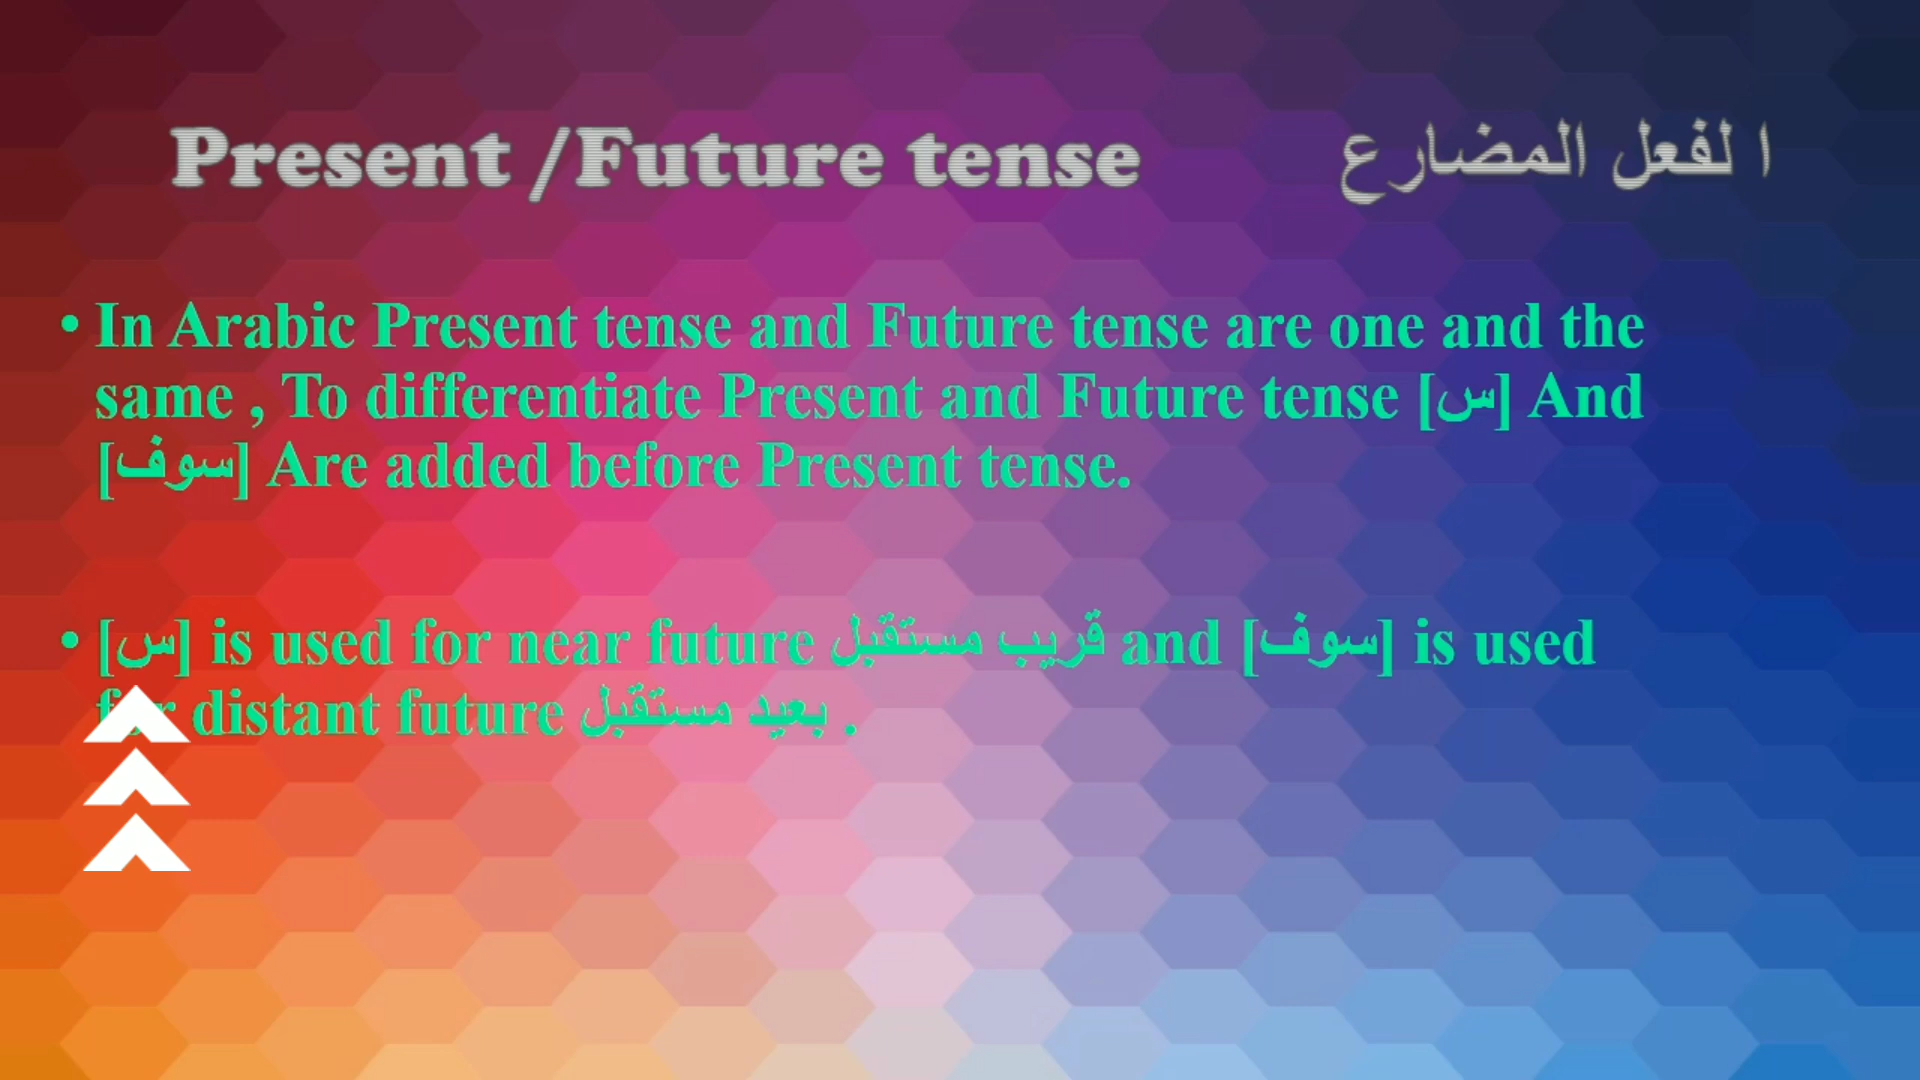 Present /Future tense ا لفعل المضارع
• In Arabic Present tense and Future tense are one and the
same , To differentiate Present and Future tense [س] And
[سوف] Are added before Present tense.
• [س] is used for near future قريب مستقبل and [سوف] is used
for distant future بعيد مستقبل .